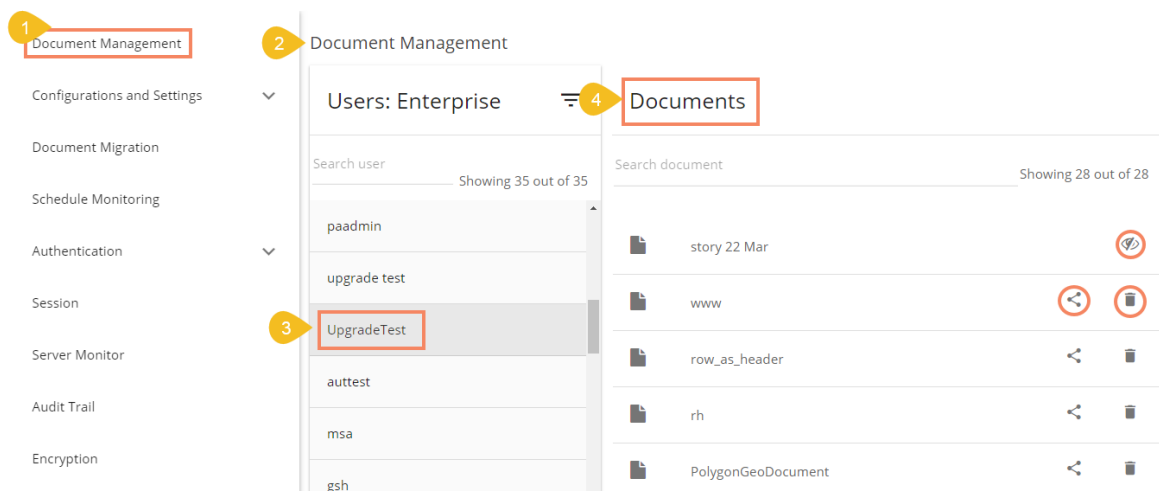 1
Document Management
Configurations and Settings
Document Migration
Schedule Monitoring
Authentication
Session
Server Monitor
Audit Trail
Encryption
2
Document Management
Users: Enterprise
Search user
Showing 35 out of 35
paadmin
upgrade test
3
UpgradeTest
auttest
msa
gsh
4
Documents
Search document
Showing 28 out of 28
story 22 Mar
www
row_as_header
rh
PolygonGeoDocument